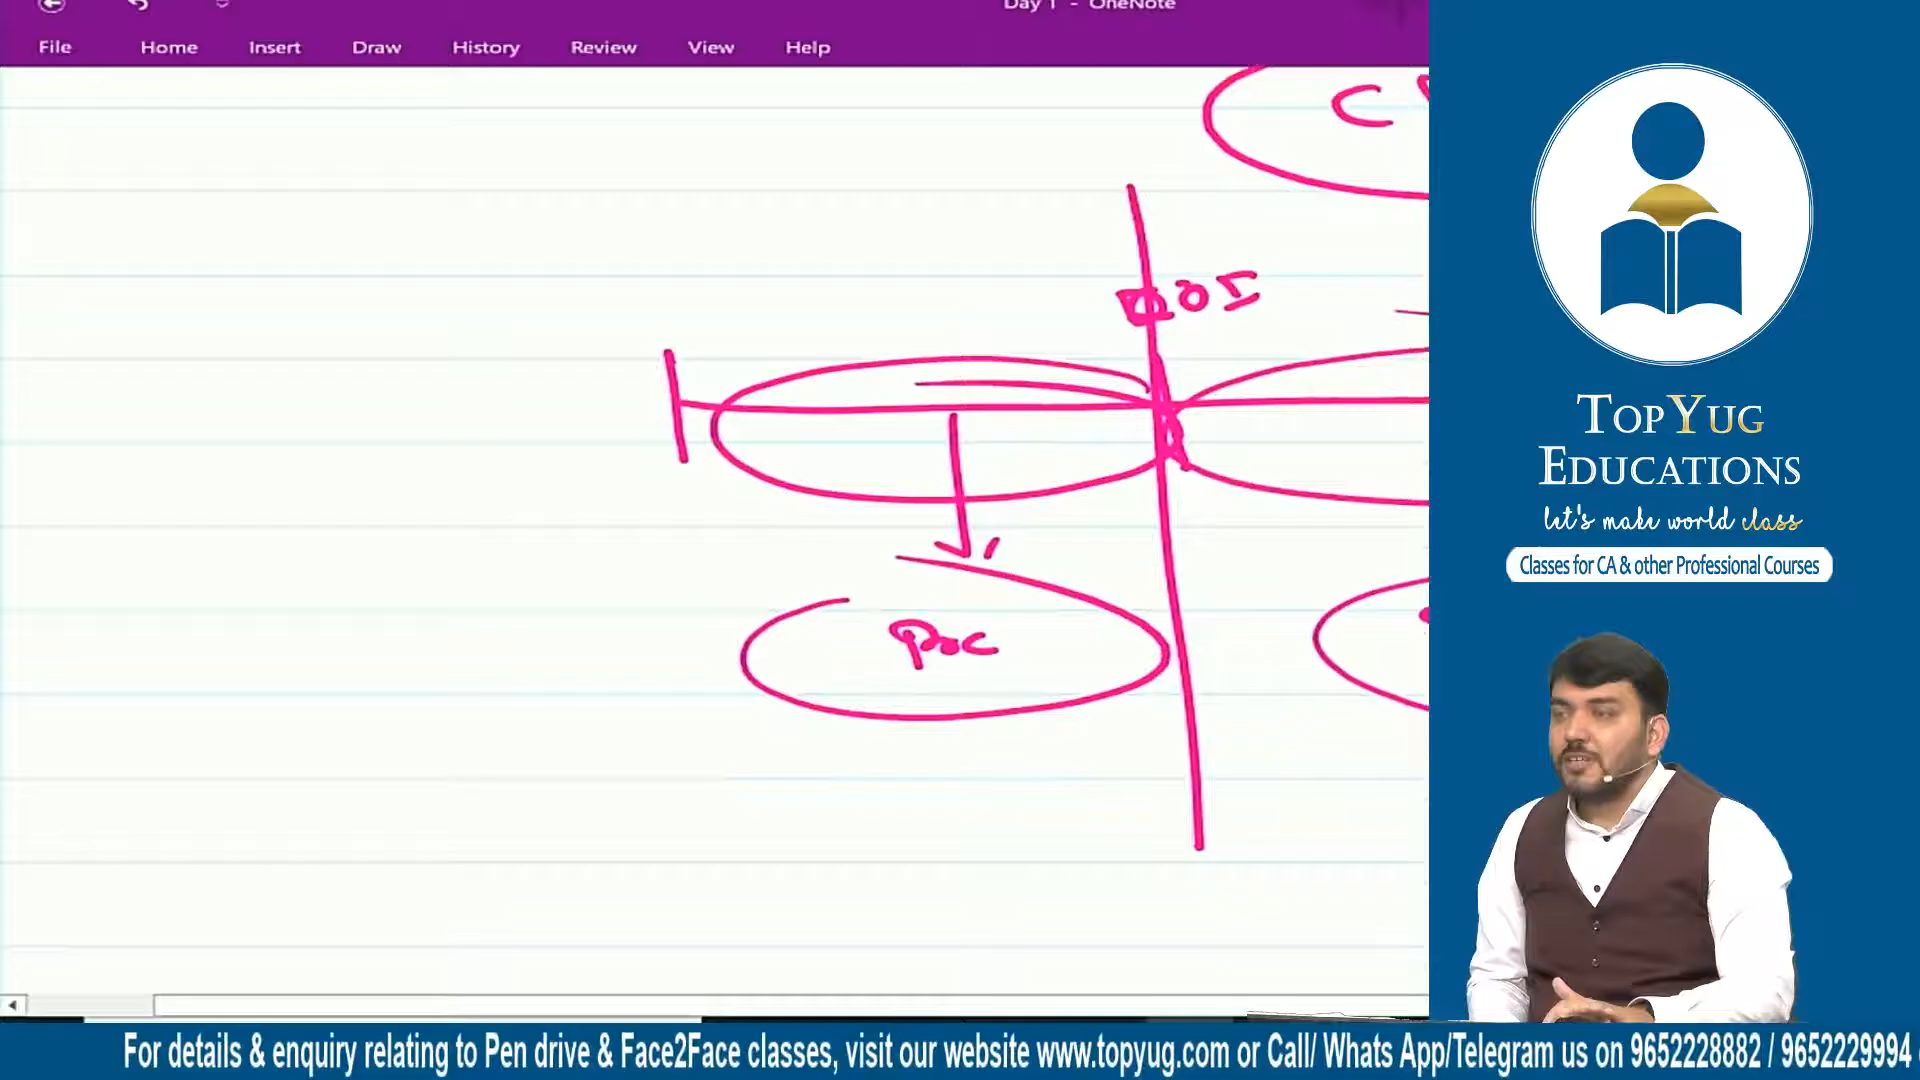 Day 1 - OneNote
File Home Insert Draw History Review View Help
C
DOI
POC
TOPYUG
EDUCATIONS
let's make world class
Classes for CA & other Professional Courses
For details & enquiry relating to Pen drive & Face2Face classes, visit our website www.topyug.com or Call/ Whats App/Telegram us on 9652228882 / 9652229994